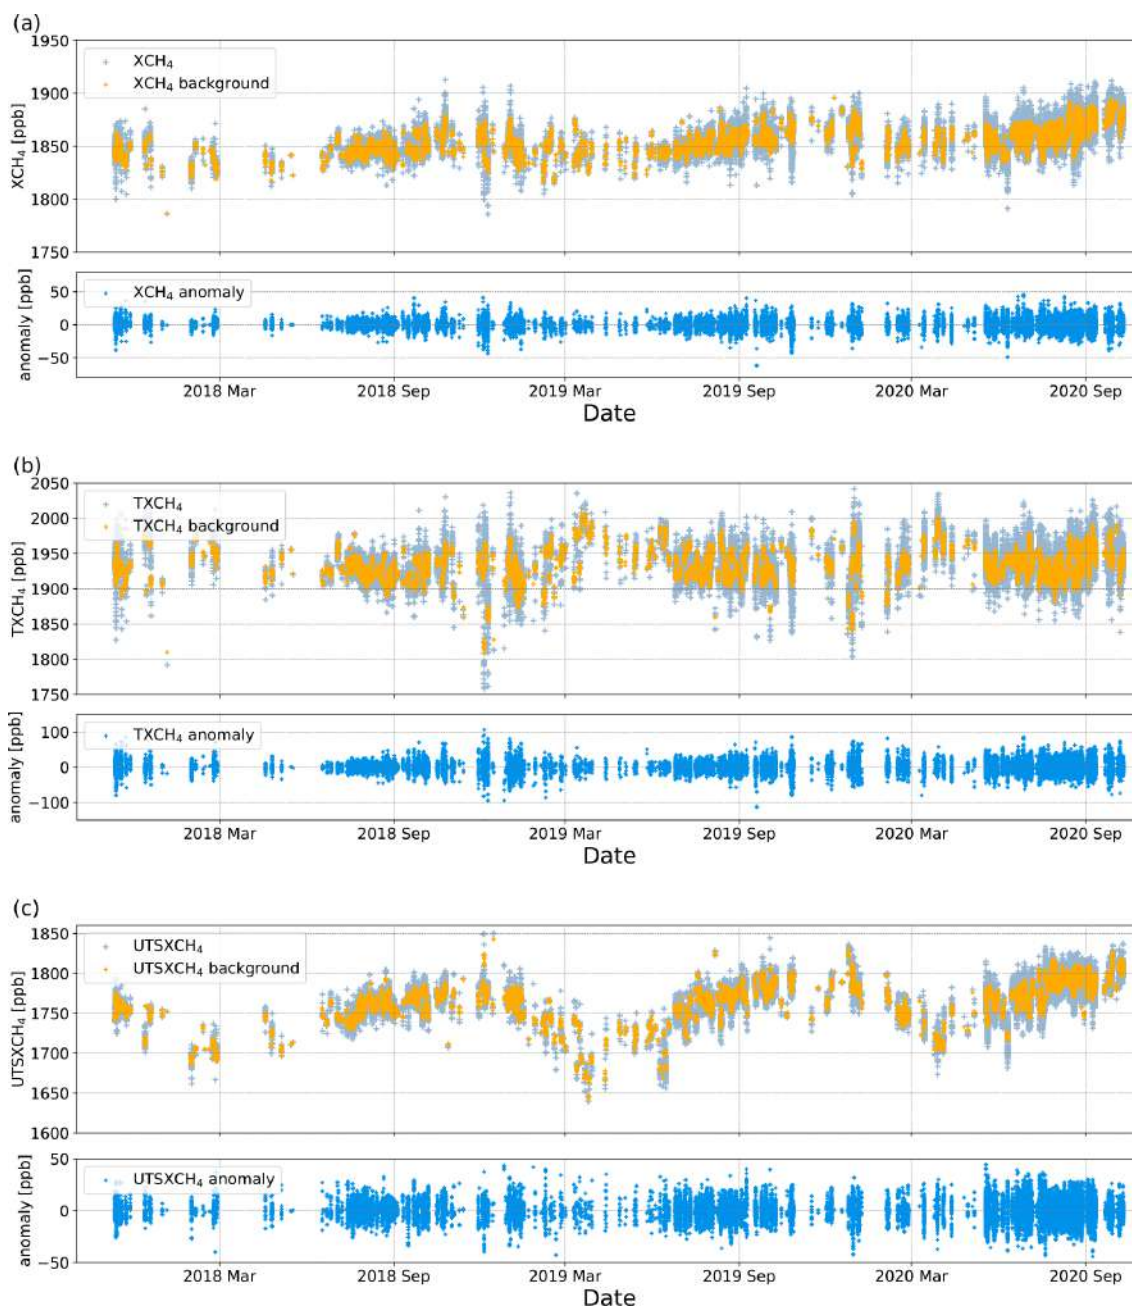 (a)
1950
XCH₄
XCH₄ background
1900
1850
1800
1750
XCH₄ [ppb]
50
XCH₄ anomaly
0
−50
anomaly [ppb]
2018 Mar 2018 Sep 2019 Mar 2019 Sep 2020 Mar 2020 Sep
Date
(b)
2050
TXCH₄
2000
TXCH₄ background
1950
1900
1850
1800
1750
TXCH₄ [ppb]
100
TXCH₄ anomaly
0
−100
anomaly [ppb]
2018 Mar 2018 Sep 2019 Mar 2019 Sep 2020 Mar 2020 Sep
Date
(c)
1850
UTSXCH₄
UTSXCH₄ background
1800
1750
1700
1650
1600
UTSXCH₄ [ppb]
50
UTSXCH₄ anomaly
0
−50
anomaly [ppb]
2018 Mar 2018 Sep 2019 Mar 2019 Sep 2020 Mar 2020 Sep
Date